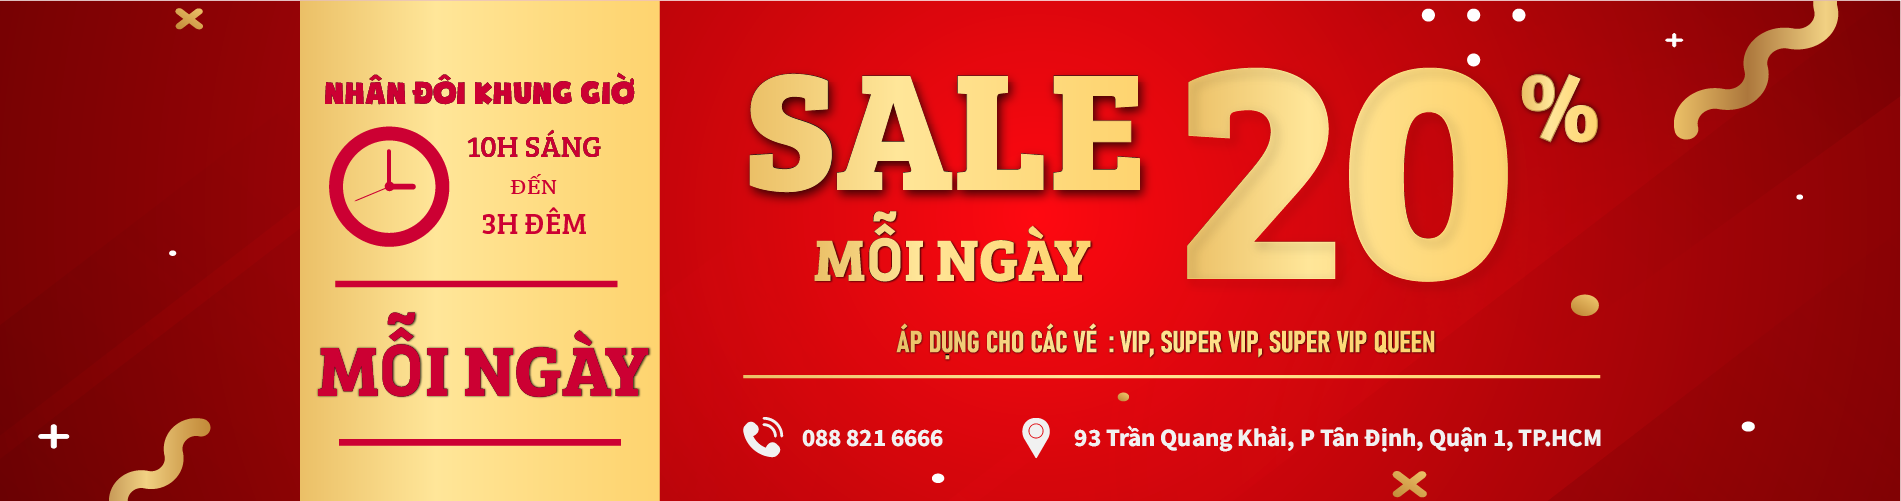 NHÂN ĐÔI KHUNG GIỜ
10H SÁNG
ĐẾN
3H ĐÊM
MỖI NGÀY
SALE 20%
MỖI NGÀY
ÁP DỤNG CHO CÁC VÉ : VIP, SUPER VIP, SUPER VIP QUEEN
088 821 6666
93 Trần Quang Khải, P Tân Định, Quận 1, TP.HCM